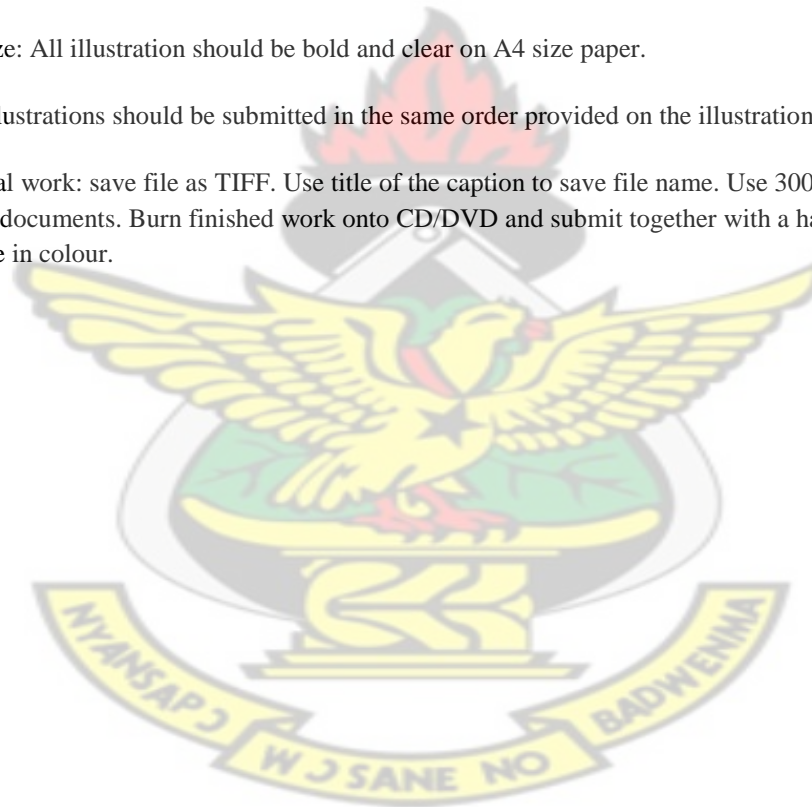 ze: All illustration should be bold and clear on A4 size paper.
lustrations should be submitted in the same order provided on the illustration
al work: save file as TIFF. Use title of the caption to save file name. Use 300
documents. Burn finished work onto CD/DVD and submit together with a ha
e in colour.
NYANSAPƆ WƆSANE NO BADWENMA